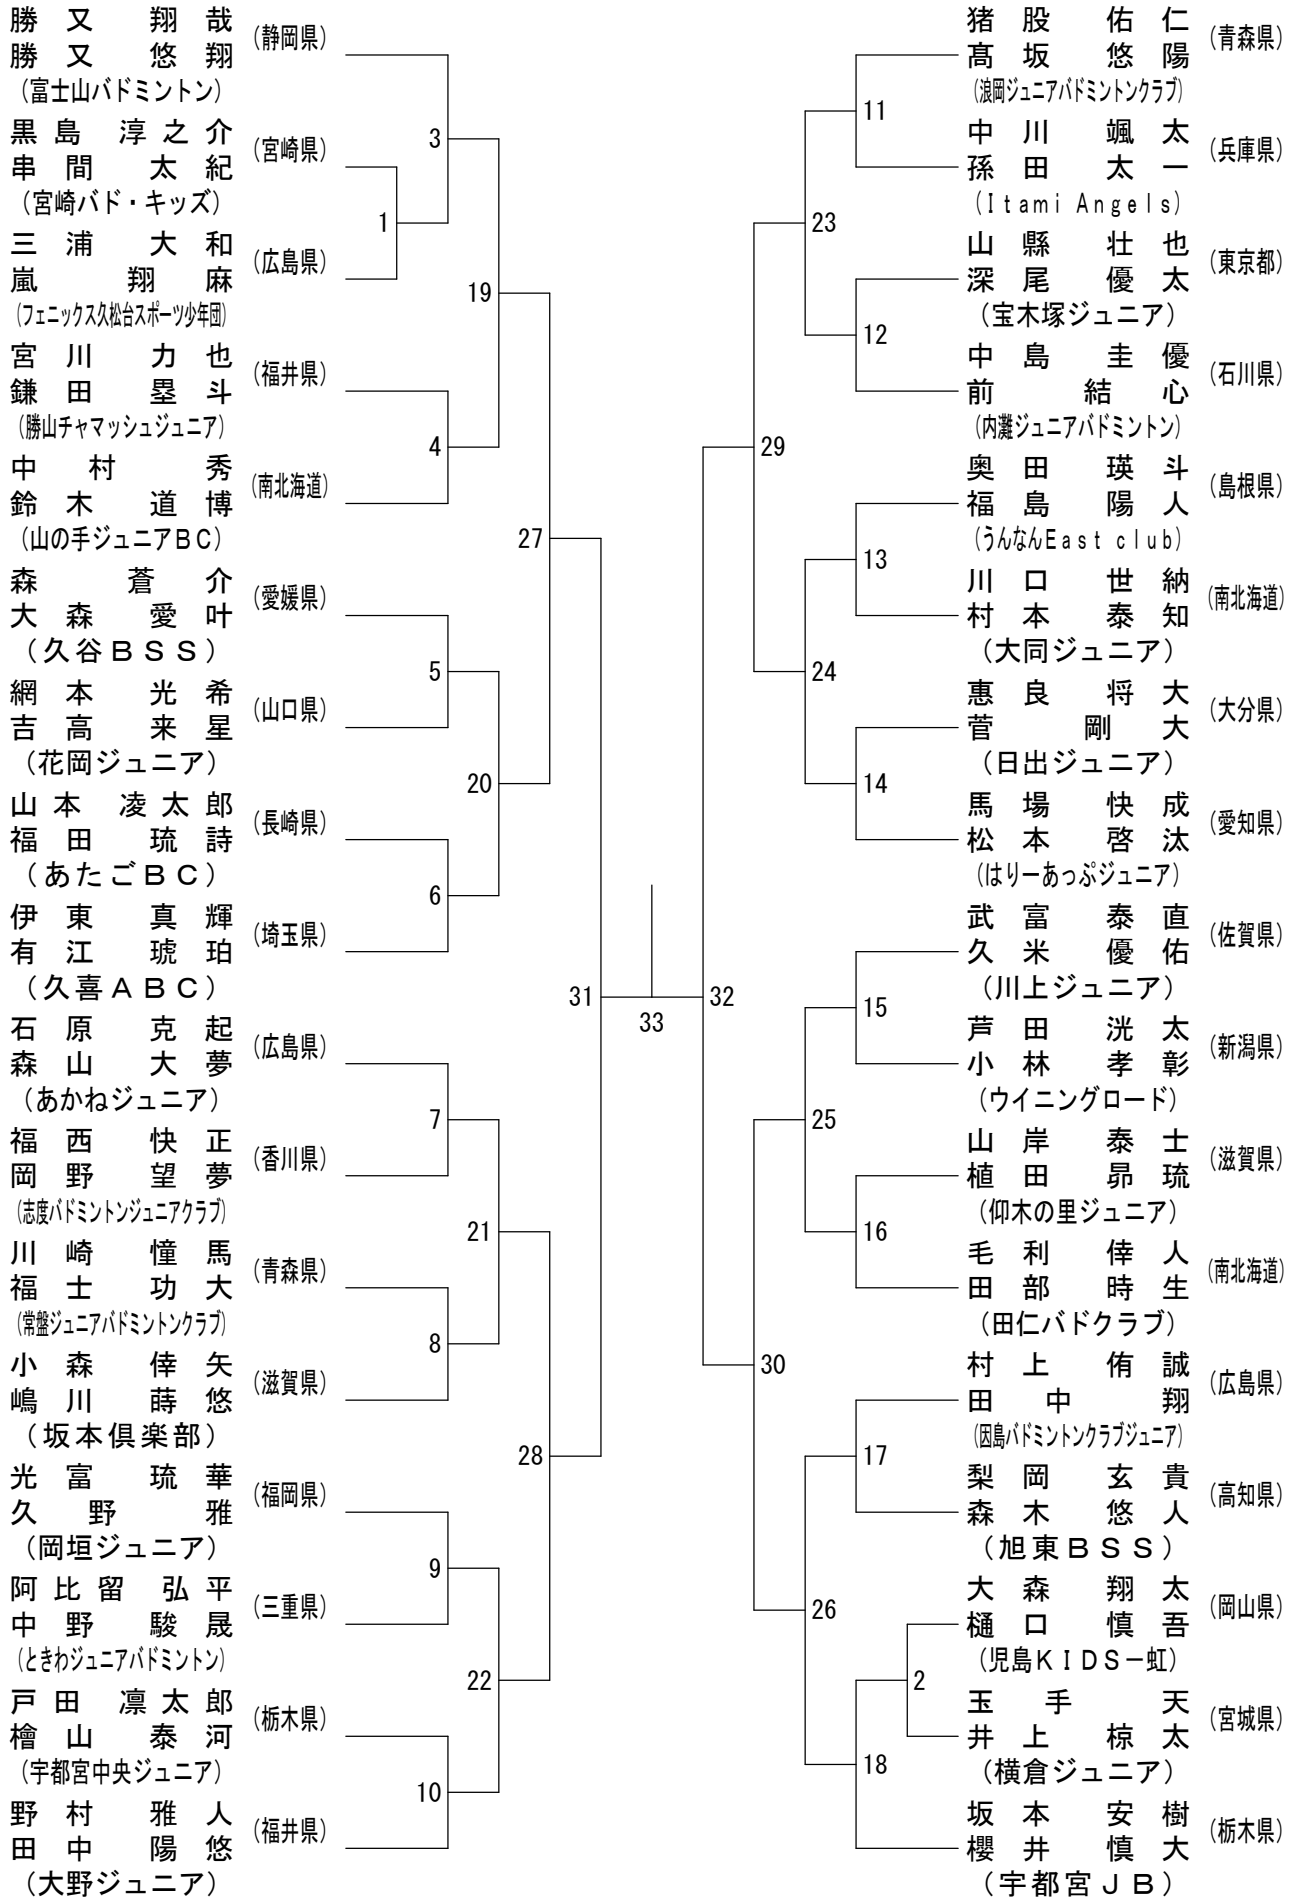 勝又 翔哉
勝又 悠翔
(静岡県)
(富士山バドミントン)
黒島 淳之介
串間 太紀
(宮崎県)
(宮崎バド・キッズ)
三浦 大和
嵐 翔麻
(広島県)
(フェニックス久松台スポーツ少年団)
宮川 力也
鎌田 塁斗
(福井県)
(勝山チャマッシュジュニア)
中村 秀
鈴木 道博
(南北海道)
(山の手ジュニアBC)
森 蒼介
大森 愛叶
(愛媛県)
(久谷BSS)
網本 光希
吉高 来星
(山口県)
(花岡ジュニア)
山本 凌太郎
福田 琉詩
(長崎県)
(あたごBC)
伊東 真輝
有江 琥珀
(埼玉県)
(久喜ABC)
石原 克起
森山 大夢
(広島県)
(あかねジュニア)
福西 快正
岡野 望夢
(香川県)
(志度バドミントンジュニアクラブ)
川崎 憧馬
福士 功大
(青森県)
(常盤ジュニアバドミントンクラブ)
小森 倖矢
嶋川 蒔悠
(滋賀県)
(坂本倶楽部)
光富 琉華
久野 雅
(福岡県)
(岡垣ジュニア)
阿比留 弘平
中野 駿晟
(三重県)
(ときわジュニアバドミントン)
戸田 凛太郎
檜山 泰河
(栃木県)
(宇都宮中央ジュニア)
野村 雅人
田中 陽悠
(福井県)
(大野ジュニア)
1
3
4
5
6
7
8
9
10
19
20
21
22
27
28
31
33
32
29
30
23
24
25
26
11
12
13
14
15
16
17
18
2
猪股 佑仁
髙坂 悠陽
(青森県)
(浪岡ジュニアバドミントンクラブ)
中川 颯太
孫田 太一
(兵庫県)
(Itami Angels)
山縣 壮也
深尾 優太
(東京都)
(宝木塚ジュニア)
中島 圭優
前 結心
(石川県)
(内灘ジュニアバドミントン)
奥田 瑛斗
福島 陽人
(島根県)
(うんなんEast club)
川口 世納
村本 泰知
(南北海道)
(大同ジュニア)
惠良 将大
菅 剛大
(大分県)
(日出ジュニア)
馬場 快成
松本 啓汰
(愛知県)
(はりーあっぷジュニア)
武富 泰直
久米 優佑
(佐賀県)
(川上ジュニア)
芦田 洸太
小林 孝彰
(新潟県)
(ウイニングロード)
山岸 泰士
植田 昴琉
(滋賀県)
(仰木の里ジュニア)
毛利 倖人
田部 時生
(南北海道)
(田仁バドクラブ)
村上 侑誠
田中 翔
(広島県)
(因島バドミントンクラブジュニア)
梨岡 玄貴
森木 悠人
(高知県)
(旭東BSS)
大森 翔太
樋口 慎吾
(岡山県)
(児島KIDS－虹)
玉手 天
井上 椋太
(宮城県)
(横倉ジュニア)
坂本 安樹
櫻井 慎大
(栃木県)
(宇都宮JB)